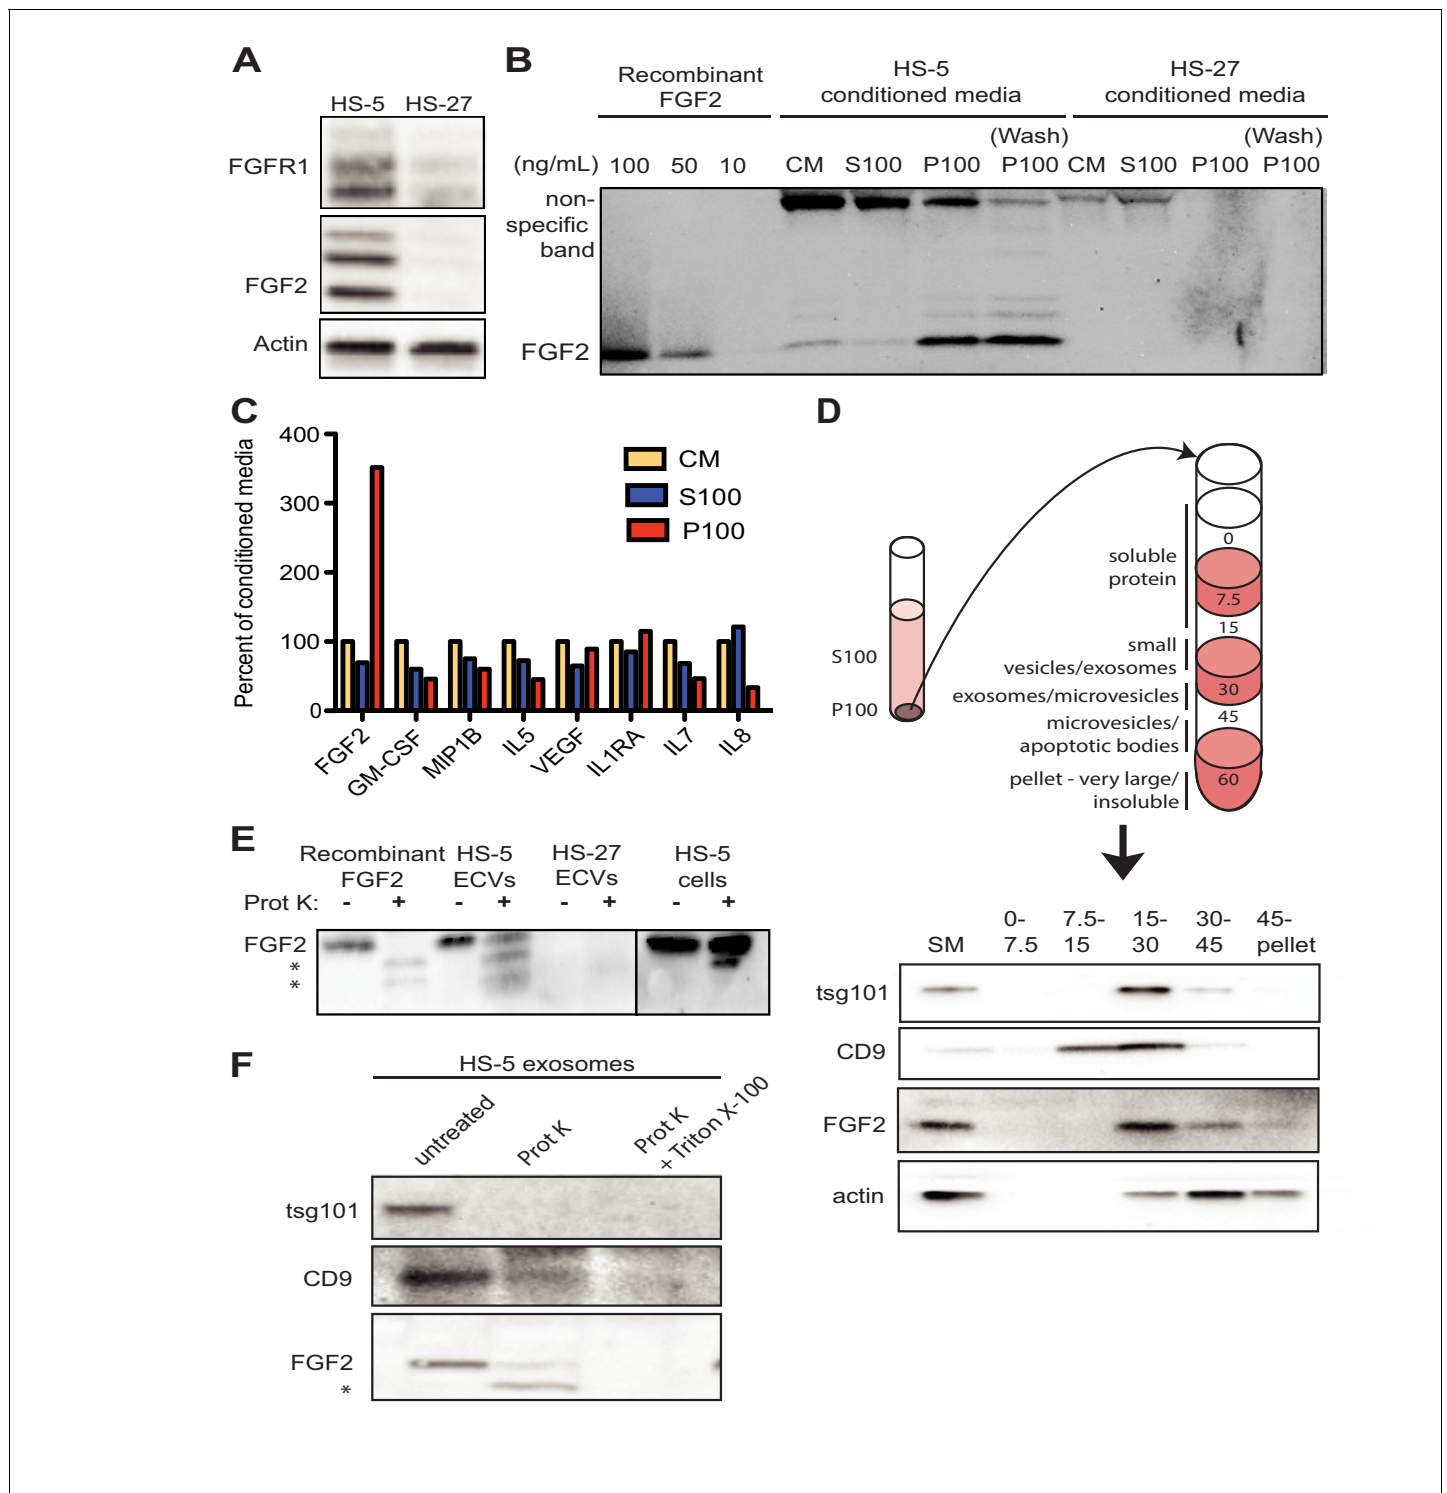 A
HS-5 HS-27
FGFR1
FGF2
Actin
B
Recombinant
FGF2
HS-5
conditioned media
HS-27
conditioned media
(Wash) (Wash)
(ng/mL) 100 50 10 CM S100 P100 P100 CM S100 P100 P100
non-
specific
band
FGF2
C
Percent of conditioned media
400
300
200
100
0
CM
S100
P100
FGF2 GM-CSF MIP1B IL5 VEGF IL1RA IL7 IL8
D
S100
P100
soluble
protein
small
vesicles/exosomes
exosomes/microvesicles
microvesicles/
apoptotic bodies
pellet - very large/
insoluble
0
7.5
15
30
45
60
0- 7.5- 15- 30- 45-
SM 7.5 15 30 45 pellet
tsg101
CD9
FGF2
actin
E
Recombinant HS-5 HS-27 HS-5
FGF2 ECVs ECVs cells
Prot K: - + - + - + - +
FGF2
*
*
F
HS-5 exosomes
untreated
Prot K
Prot K
+ Triton X-100
tsg101
CD9
FGF2
*